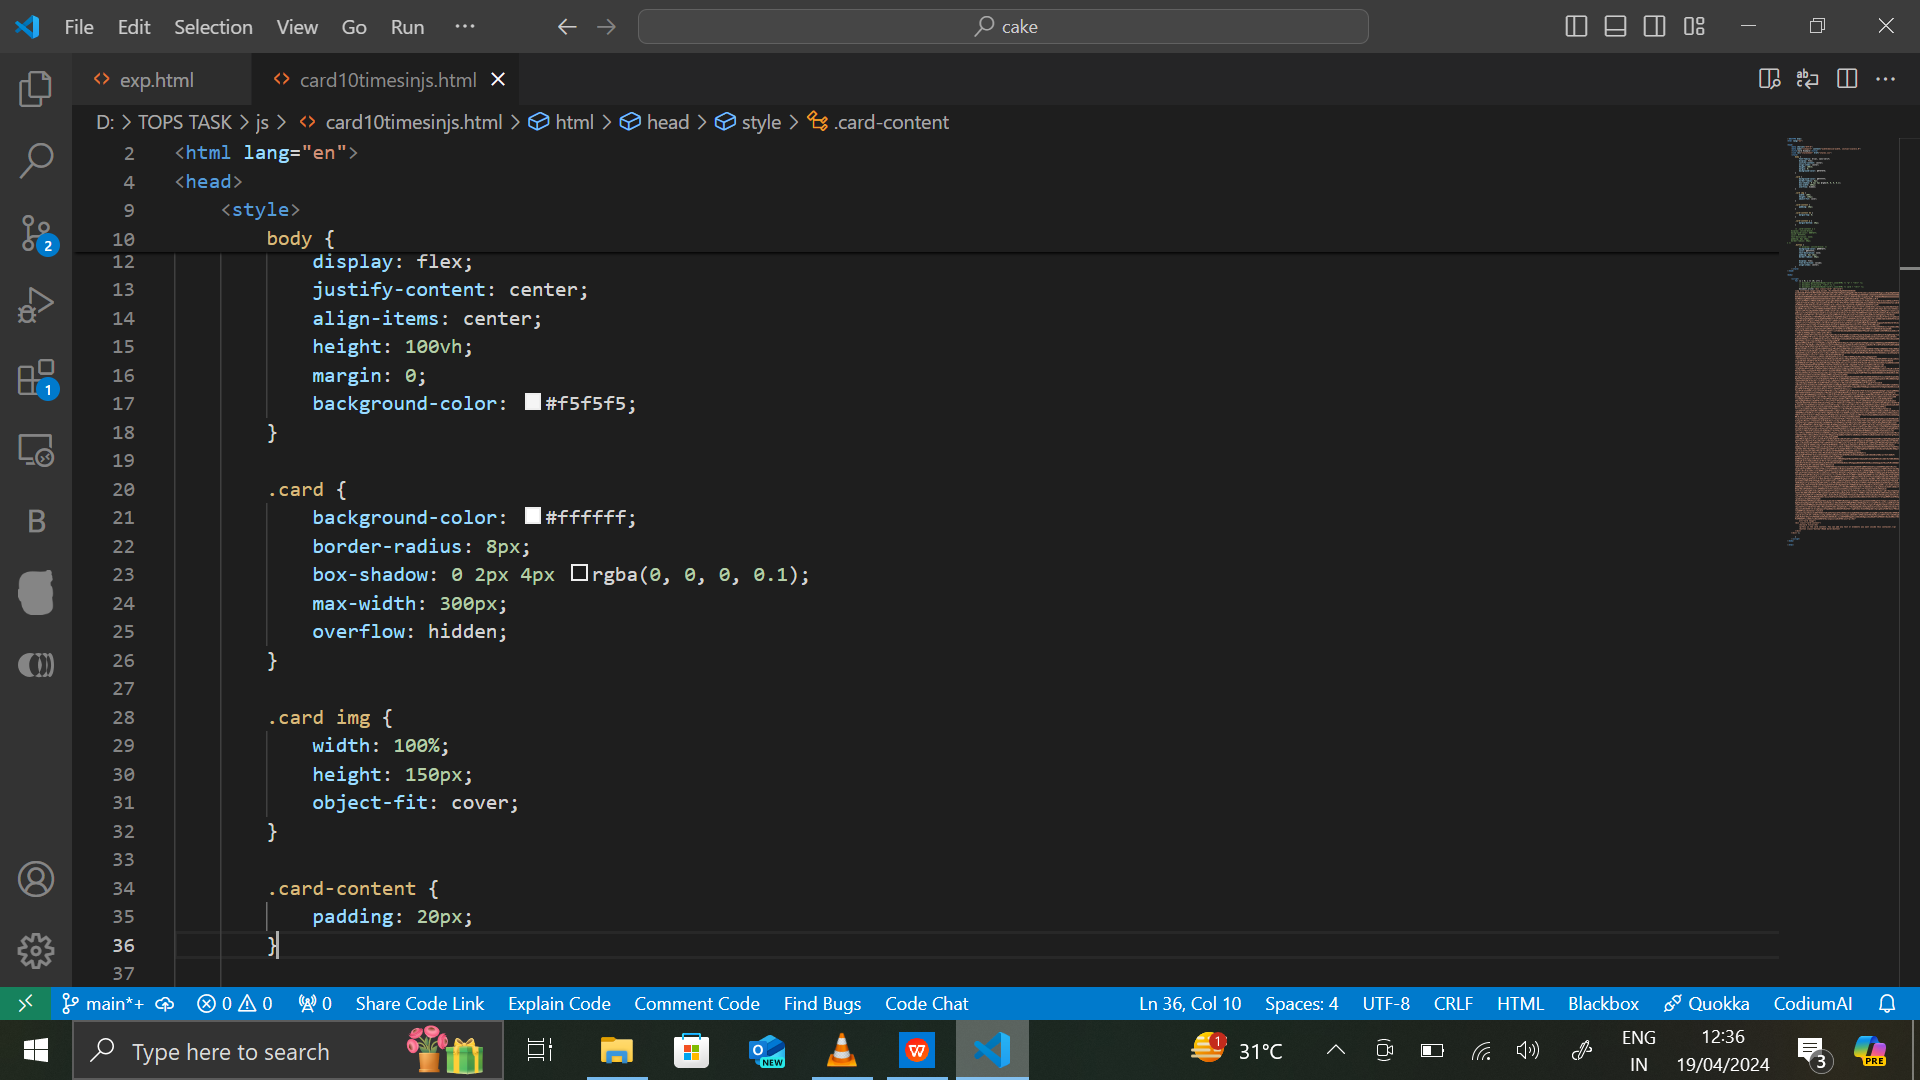 File Edit Selection View Go Run ··· cake
exp.html card10timesinjs.html
D: > TOPS TASK > js > card10timesinjs.html > html > head > style > .card-content
2 <html lang="en">
4 <head>
9 <style>
10 body {
12 display: flex;
13 justify-content: center;
14 align-items: center;
15 height: 100vh;
16 margin: 0;
17 background-color: #f5f5f5;
18 }
19
20 .card {
21 background-color: #ffffff;
22 border-radius: 8px;
23 box-shadow: 0 2px 4px rgba(0, 0, 0, 0.1);
24 max-width: 300px;
25 overflow: hidden;
26 }
27
28 .card img {
29 width: 100%;
30 height: 150px;
31 object-fit: cover;
32 }
33
34 .card-content {
35 padding: 20px;
36 }
37
2
1
B
main*+ 0 0 0 Share Code Link Explain Code Comment Code Find Bugs Code Chat Ln 36, Col 10 Spaces: 4 UTF-8 CRLF HTML Blackbox Quokka CodiumAI
Type here to search NEW 1 31°C ENG IN 12:36 19/04/2024 3 PRE